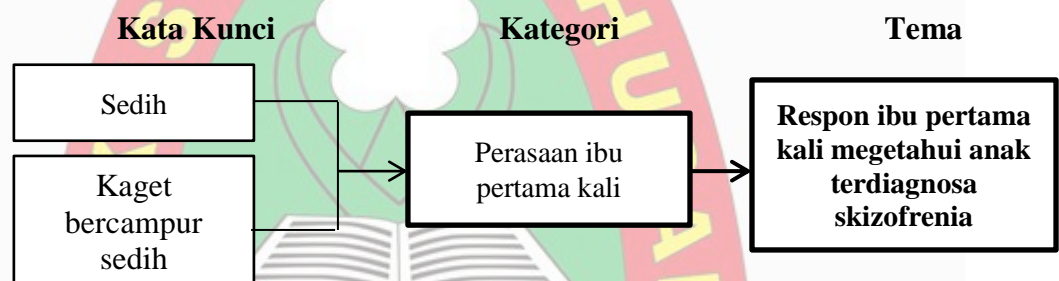 Kata Kunci Kategori Tema
Sedih
Kaget
bercampur
sedih
Perasaan ibu
pertama kali
Respon ibu pertama
kali megetahui anak
terdiagnosa
skizofrenia